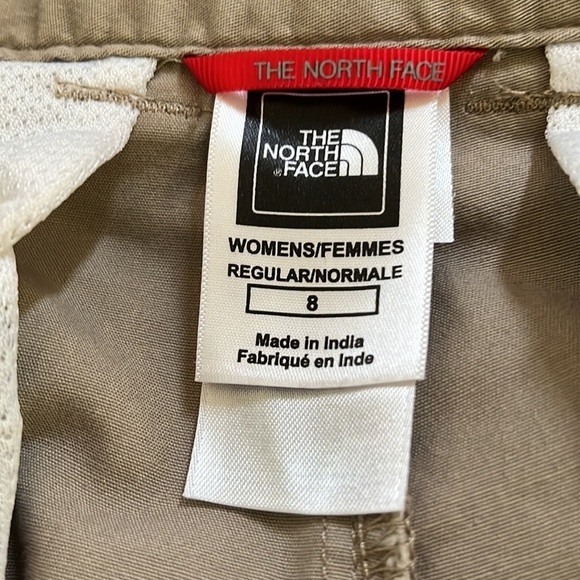 THE NORTH FACE
THE
NORTH
FACE
WOMENS/FEMMES
REGULAR/NORMALE
8
Made in India
Fabriqué en Inde